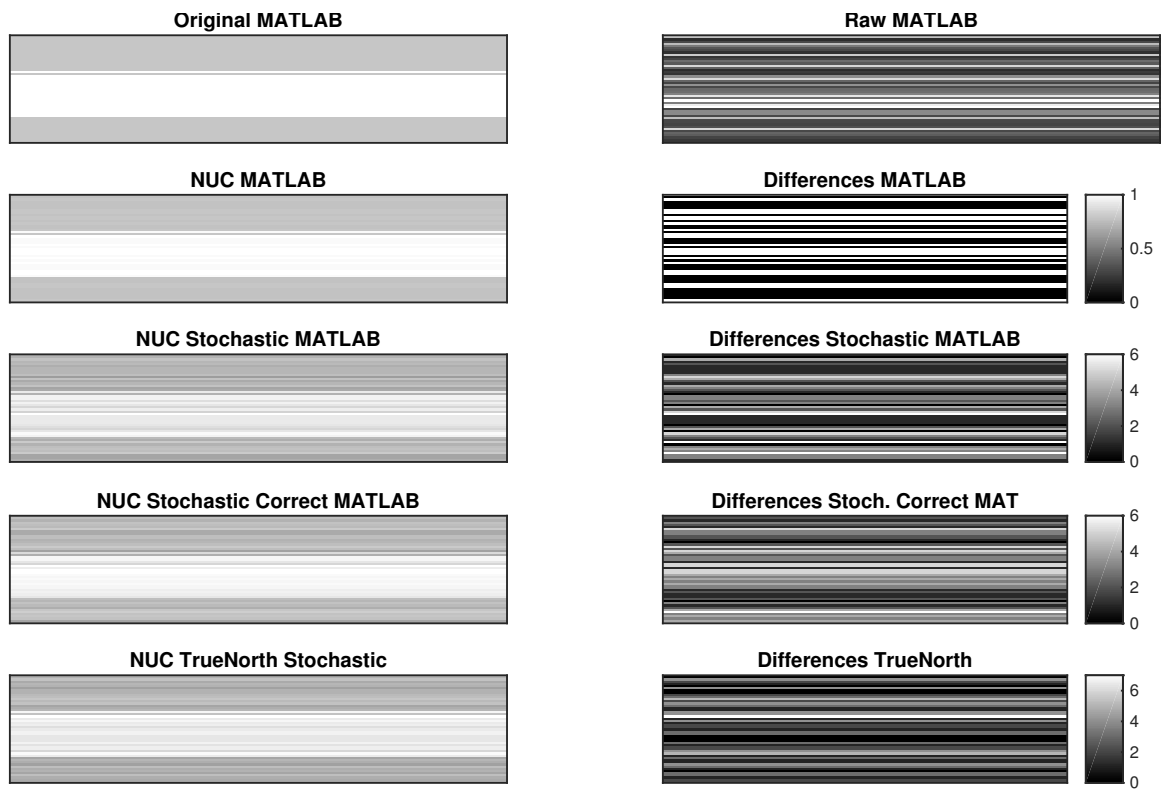 Original MATLAB
Raw MATLAB
NUC MATLAB
Differences MATLAB
1
0.5
0
NUC Stochastic MATLAB
Differences Stochastic MATLAB
6
4
2
0
NUC Stochastic Correct MATLAB
Differences Stoch. Correct MAT
6
4
2
0
NUC TrueNorth Stochastic
Differences TrueNorth
6
4
2
0